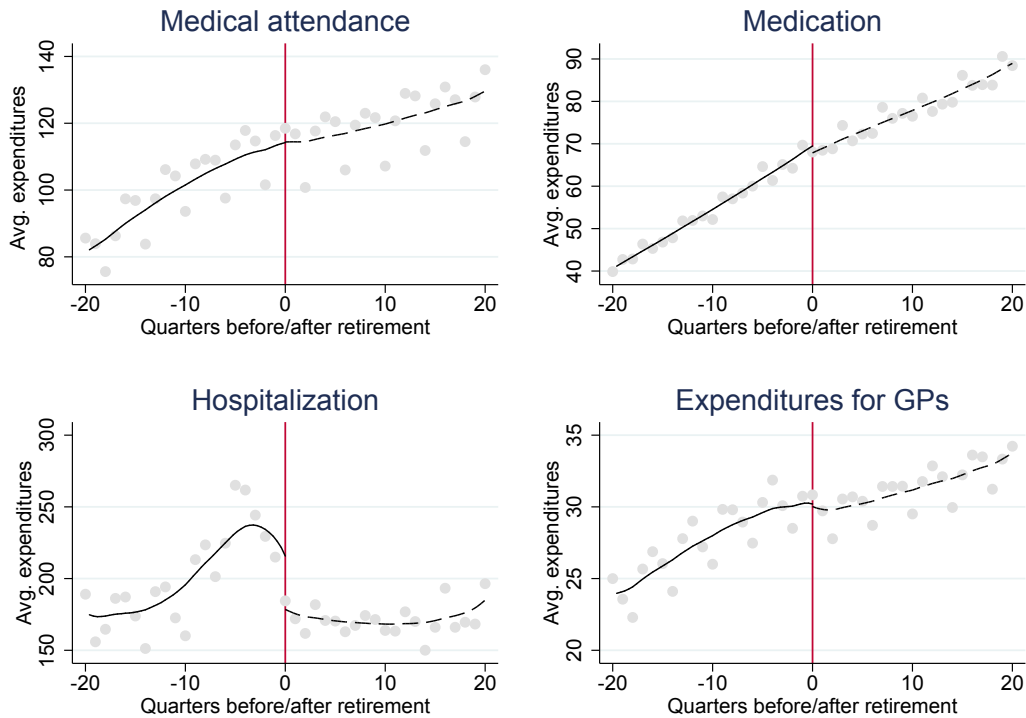 Medical attendance
Avg. expenditures
80 100 120 140
-20 -10 0 10 20
Quarters before/after retirement
Medication
Avg. expenditures
40 50 60 70 80 90
-20 -10 0 10 20
Quarters before/after retirement
Hospitalization
Avg. expenditures
150 200 250 300
-20 -10 0 10 20
Quarters before/after retirement
Expenditures for GPs
Avg. expenditures
20 25 30 35
-20 -10 0 10 20
Quarters before/after retirement